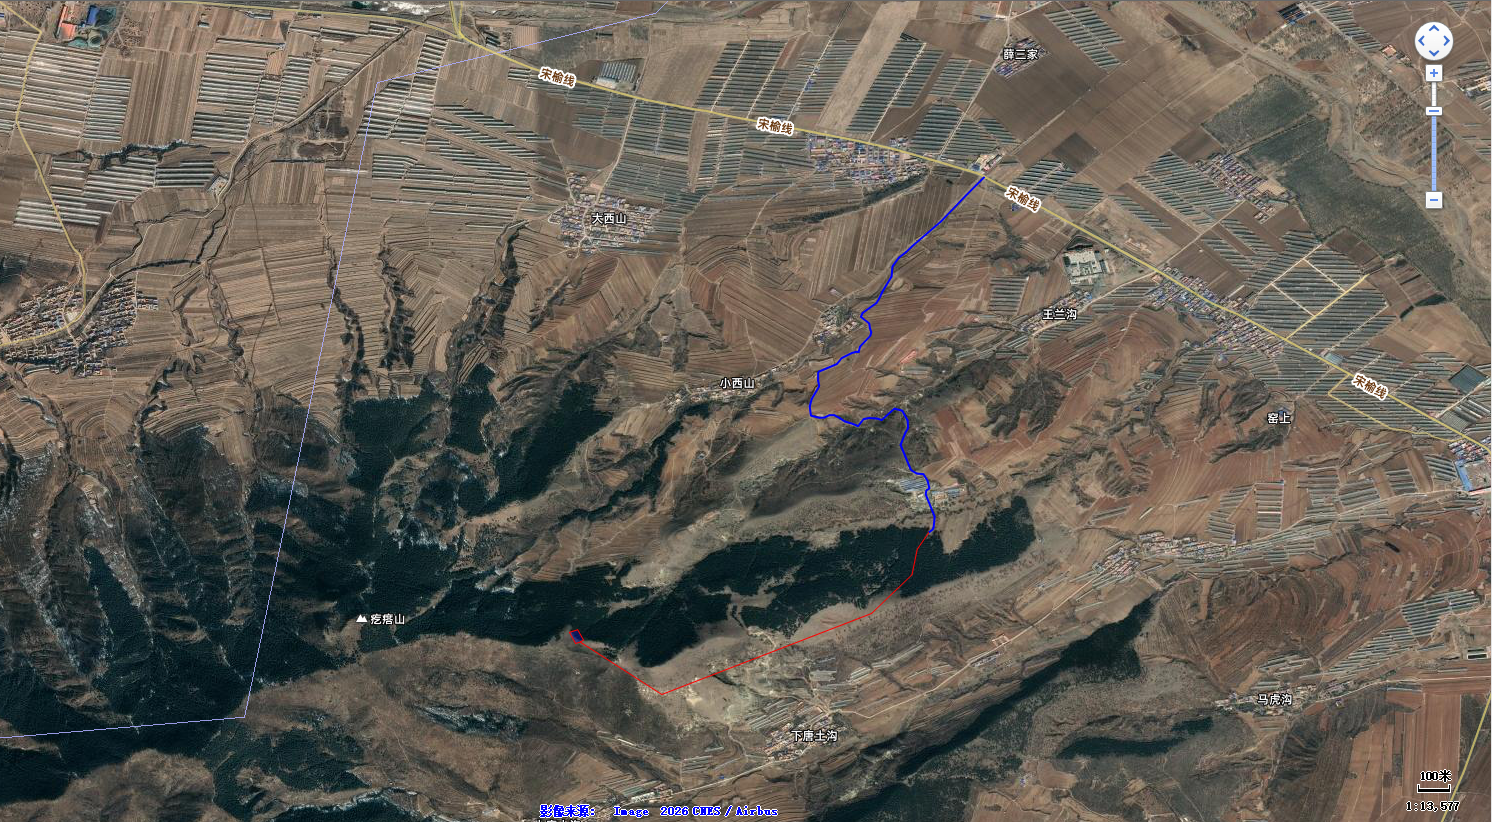 薛三家
宋榆线
宋榆线
宋榆线
大西山
王兰沟
小西山
宋榆线
窑上
疙瘩山
马虎沟
下唐土沟
100米
1:13,577
影像来源： Image 2026 CNES / Airbus